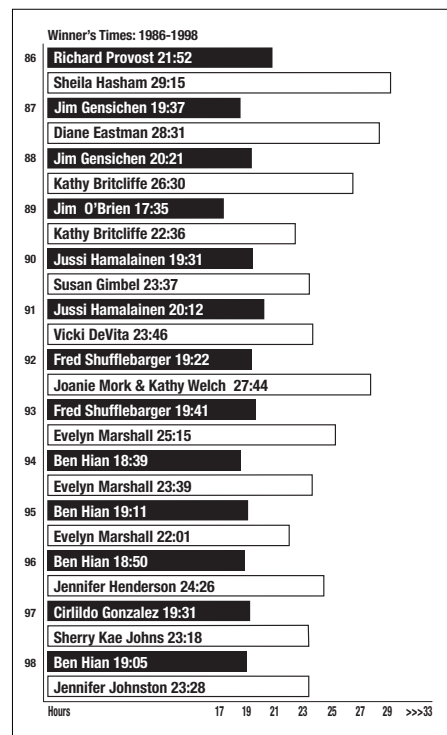 Winner's Times: 1986-1998
86 Richard Provost 21:52
Sheila Hasham 29:15
87 Jim Gensichen 19:37
Diane Eastman 28:31
88 Jim Gensichen 20:21
Kathy Britcliffe 26:30
89 Jim O'Brien 17:35
Kathy Britcliffe 22:36
90 Jussi Hamalainen 19:31
Susan Gimbel 23:37
91 Jussi Hamalainen 20:12
Vicki DeVita 23:46
92 Fred Shufflebarger 19:22
Joanie Mork & Kathy Welch 27:44
93 Fred Shufflebarger 19:41
Evelyn Marshall 25:15
94 Ben Hian 18:39
Evelyn Marshall 23:39
95 Ben Hian 19:11
Evelyn Marshall 22:01
96 Ben Hian 18:50
Jennifer Henderson 24:26
97 Cirlildo Gonzalez 19:31
Sherry Kae Johns 23:18
98 Ben Hian 19:05
Jennifer Johnston 23:28
Hours 17 19 21 23 25 27 29 >>>33